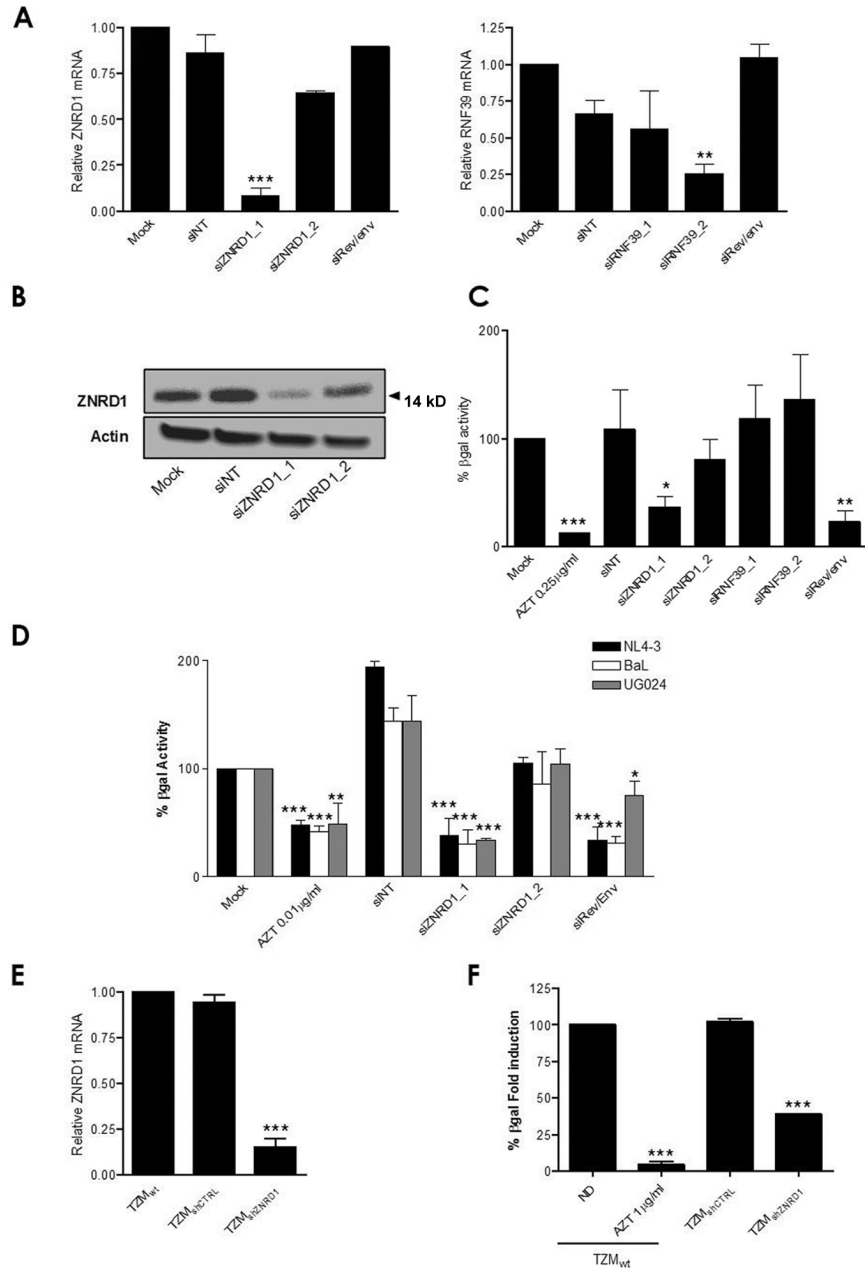 A
Relative ZNRD1 mRNA
1.00
0.75
0.50
0.25
0.00
***
Mock
siNT
siZNRD1_1
siZNRD1_2
siRev/env
Relative RNF39 mRNA
1.25
1.00
0.75
0.50
0.25
0.00
**
Mock
siNT
siRNF39_1
siRNF39_2
siRev/env
B
ZNRD1
14 kD
Actin
Mock
siNT
siZNRD1_1
siZNRD1_2
C
% βgal activity
200
100
0
***
*
**
Mock
AZT 0.25µg/ml
siNT
siZNRD1_1
siZNRD1_2
siRNF39_1
siRNF39_2
siRev/env
D
NL4-3
BaL
UG024
% βgal Activity
200
100
0
*** *** **
*** *** ***
*** *** *
Mock
AZT 0.01µg/ml
siNT
siZNRD1_1
siZNRD1_2
siRev/Env
E
Relative ZNRD1 mRNA
1.00
0.75
0.50
0.25
0.00
***
TZMwt
TZMshCTRL
TZMshZNRD1
F
% βgal Fold induction
125
100
75
50
25
0
***
***
ND
AZT 1µg/ml
TZMshCTRL
TZMshZNRD1
TZMwt